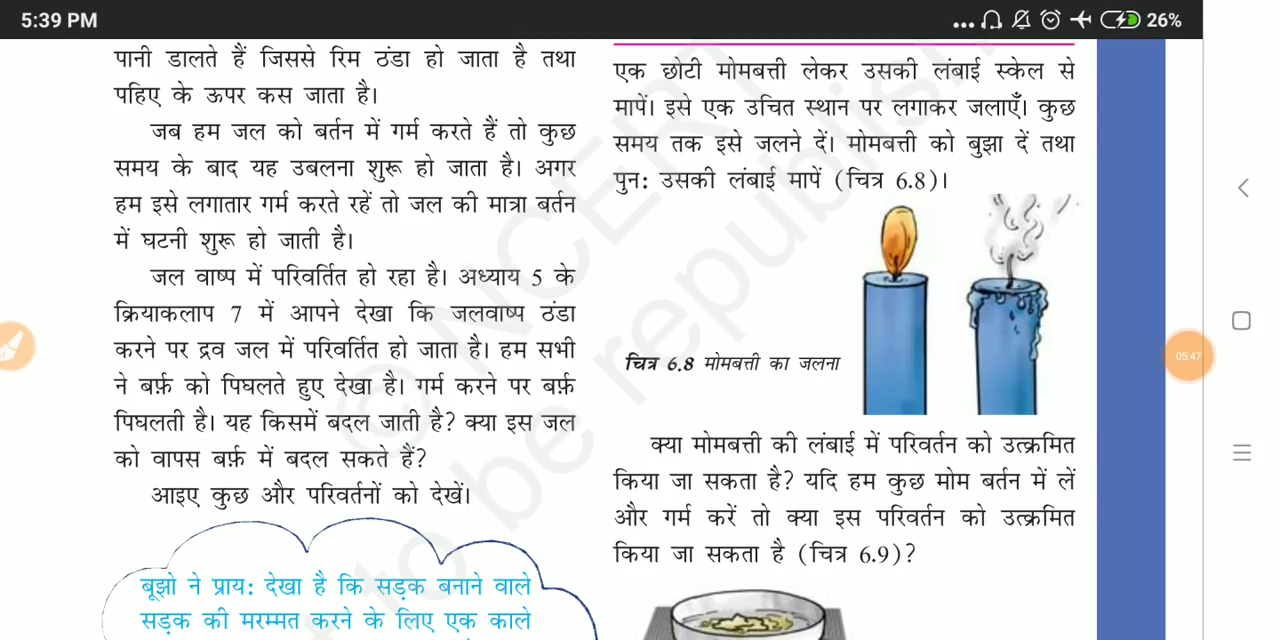 5:39 PM
26%
पानी डालते हैं जिससे रिम ठंडा हो जाता है तथा
पहिए के ऊपर कस जाता है।
जब हम जल को बर्तन में गर्म करते हैं तो कुछ
समय के बाद यह उबलना शुरू हो जाता है। अगर
हम इसे लगातार गर्म करते रहें तो जल की मात्रा बर्तन
में घटनी शुरू हो जाती है।
जल वाष्प में परिवर्तित हो रहा है। अध्याय 5 के
क्रियाकलाप 7 में आपने देखा कि जलवाष्प ठंडा
करने पर द्रव जल में परिवर्तित हो जाता है। हम सभी
ने बर्फ़ को पिघलते हुए देखा है। गर्म करने पर बर्फ़
पिघलती है। यह किसमें बदल जाती है? क्या इस जल
को वापस बर्फ़ में बदल सकते हैं?
आइए कुछ और परिवर्तनों को देखें।
बूझो ने प्राय: देखा है कि सड़क बनाने वाले
सड़क की मरम्मत करने के लिए एक काले
एक छोटी मोमबत्ती लेकर उसकी लंबाई स्केल से
मापें। इसे एक उचित स्थान पर लगाकर जलाएँ। कुछ
समय तक इसे जलने दें। मोमबत्ती को बुझा दें तथा
पुन: उसकी लंबाई मापें (चित्र 6.8)।
चित्र 6.8 मोमबत्ती का जलना
क्या मोमबत्ती की लंबाई में परिवर्तन को उत्क्रमित
किया जा सकता है? यदि हम कुछ मोम बर्तन में लें
और गर्म करें तो क्या इस परिवर्तन को उत्क्रमित
किया जा सकता है (चित्र 6.9)?
05:47
© NCERT
to be republish